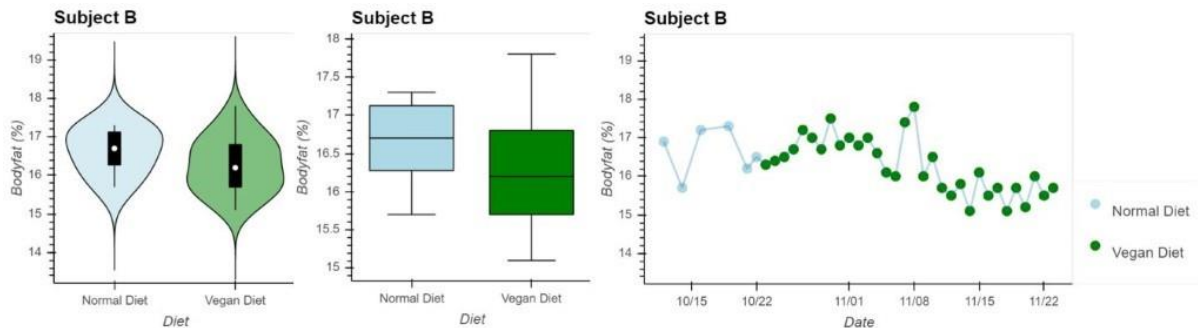 Subject B
Bodyfat (%)
19
18
17
16
15
14
Normal Diet
Vegan Diet
Diet
Subject B
Bodyfat (%)
18
17.5
17
16.5
16
15.5
15
Normal Diet
Vegan Diet
Diet
Subject B
Bodyfat (%)
19
18
17
16
15
14
10/15
10/22
11/01
11/08
11/15
11/22
Date
Normal Diet
Vegan Diet